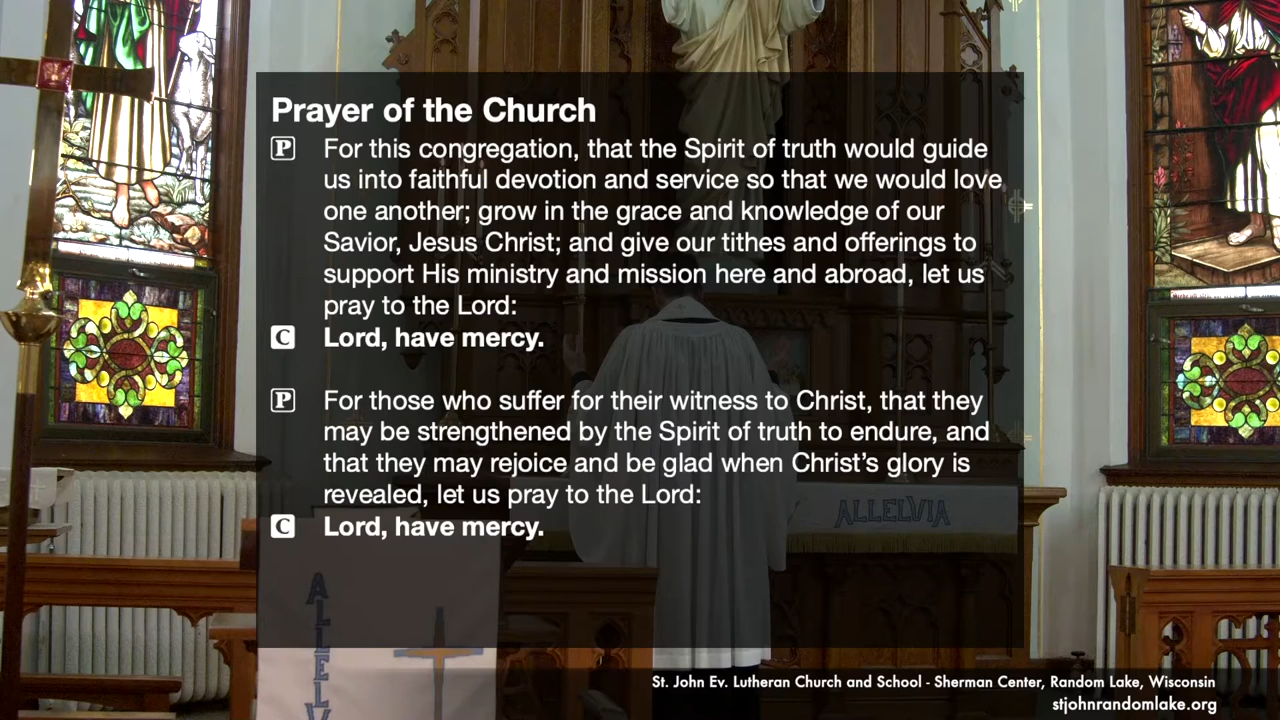 Prayer of the Church
P For this congregation, that the Spirit of truth would guide
us into faithful devotion and service so that we would love
one another; grow in the grace and knowledge of our
Savior, Jesus Christ; and give our tithes and offerings to
support His ministry and mission here and abroad, let us
pray to the Lord:
C Lord, have mercy.
P For those who suffer for their witness to Christ, that they
may be strengthened by the Spirit of truth to endure, and
that they may rejoice and be glad when Christ's glory is
revealed, let us pray to the Lord:
C Lord, have mercy.
ALLELVIA
ALLELV
St. John Ev. Lutheran Church and School - Sherman Center, Random Lake, Wisconsin
stjohnrandomlake.org